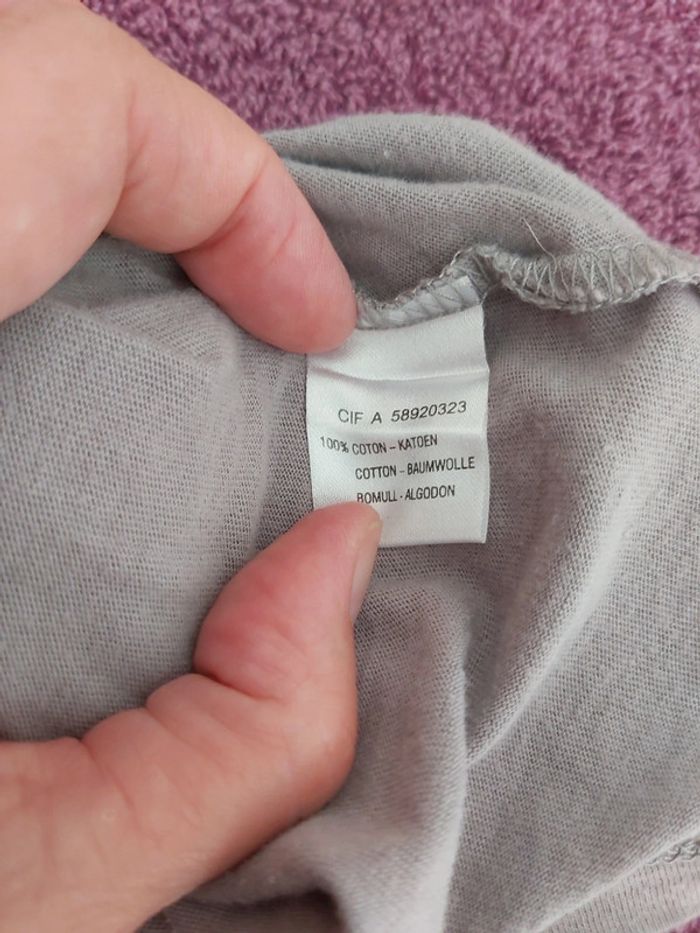 CIF A 58920323
100% COTON - KATOEN
COTTON - BAUMWOLLE
BOMULL - ALGODON